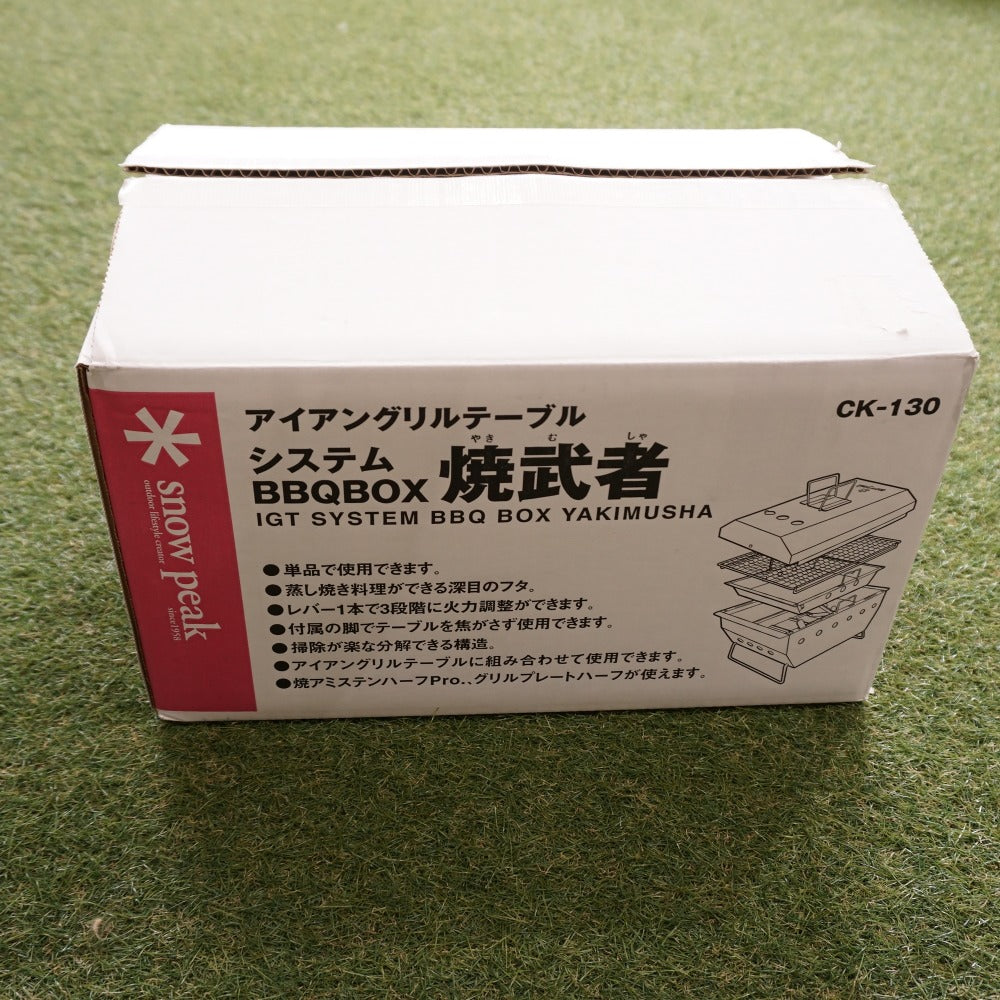 アイアングリルテーブル
CK-130
システム
BBQBOX 焼武者
やき む しゃ
IGT SYSTEM BBQ BOX YAKIMUSHA
●単品で使用できます。
●蒸し焼き料理ができる深目のフタ。
●レバー1本で3段階に火力調整ができます。
●付属の脚でテーブルを焦がさず使用できます。
●掃除が楽な分解できる構造。
●アイアングリルテーブルに組み合わせて使用できます。
●焼アミステンハーフPro.、グリルプレートハーフが使えます。
snow peak
outdoor lifestyle creator
since1958